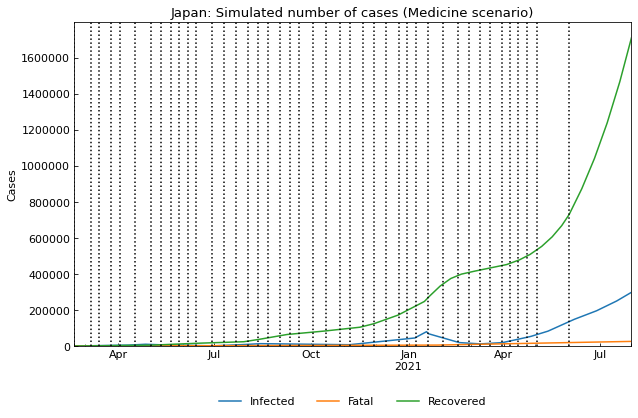 Japan: Simulated number of cases (Medicine scenario)
1600000
1400000
1200000
1000000
800000
600000
400000
200000
0
Cases
Apr Jul Oct Jan Apr Jul
2021
Infected Fatal Recovered